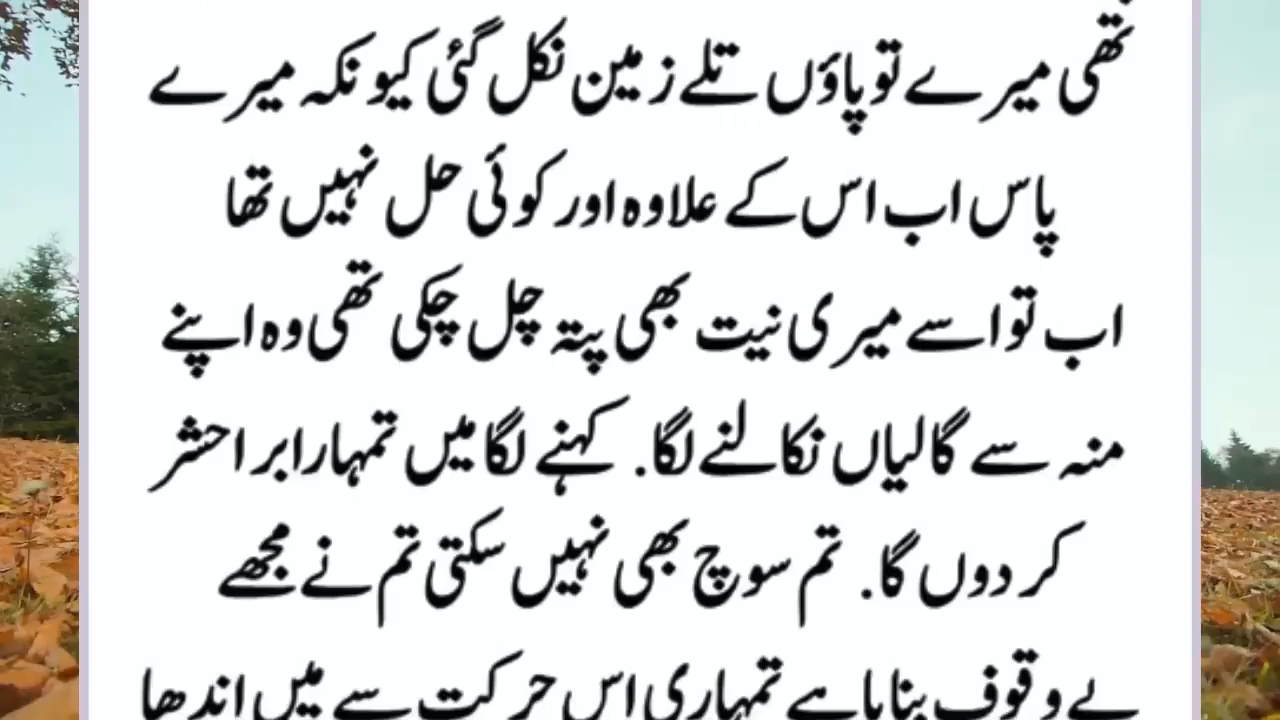 تھی میرے تو پاؤں تلے زمین نکل گئی کیونکہ میرے
پاس اب اس کے علاوہ اور کوئی حل نہیں تھا
اب تو اسے میری نیت بھی پتہ چل چکی تھی وہ اپنے
منہ سے گالیاں نکالنے لگا. کہنے لگا میں تمہارا برا حشر
کر دوں گا. تم سوچ بھی نہیں سکتی تم نے مجھے
بے وقوف بنایا ہے تمہاری اس حرکت سے میں اندھا